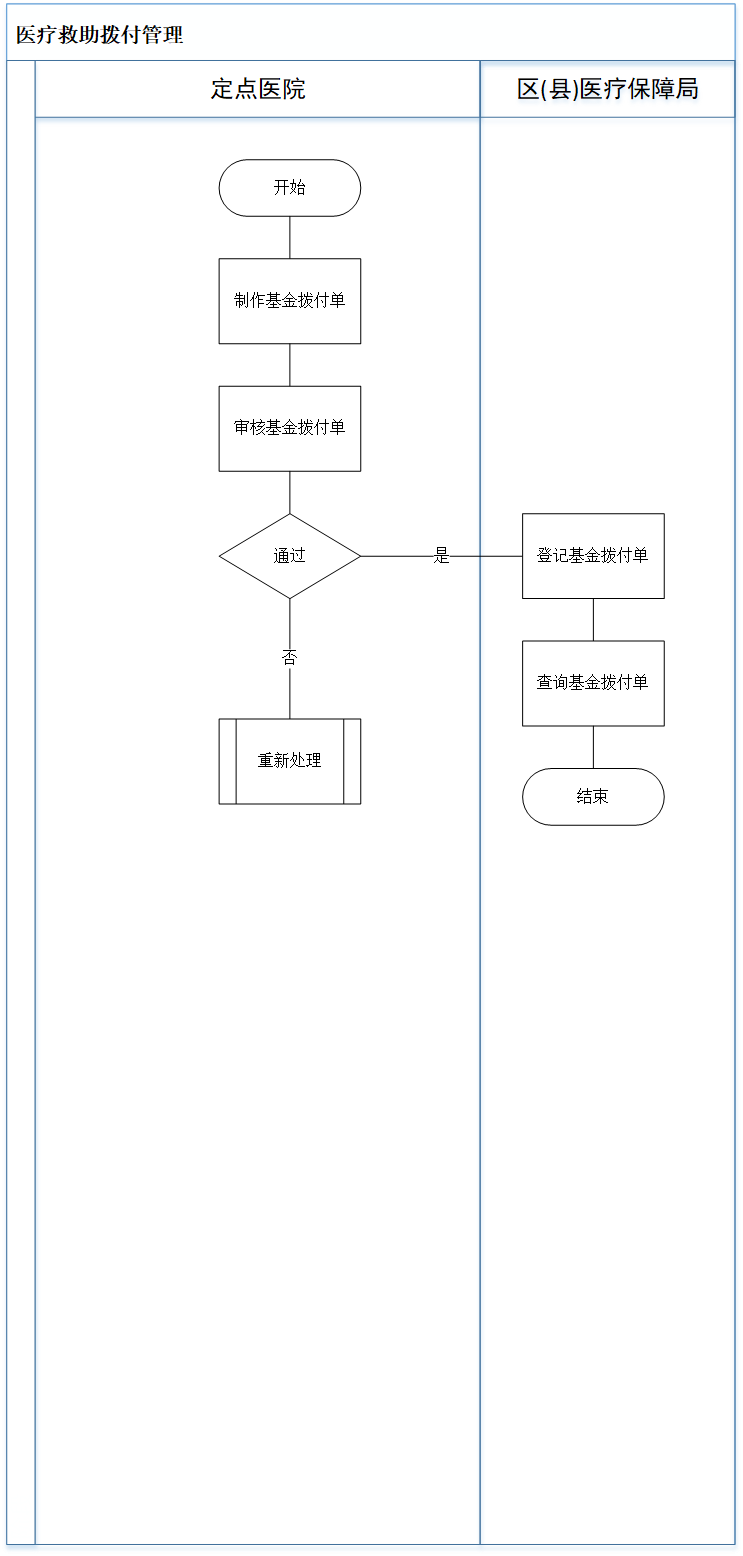 医疗救助拨付管理
定点医院
区(县)医疗保障局
开始
制作基金拨付单
审核基金拨付单
通过
是
登记基金拨付单
否
查询基金拨付单
重新处理
结束